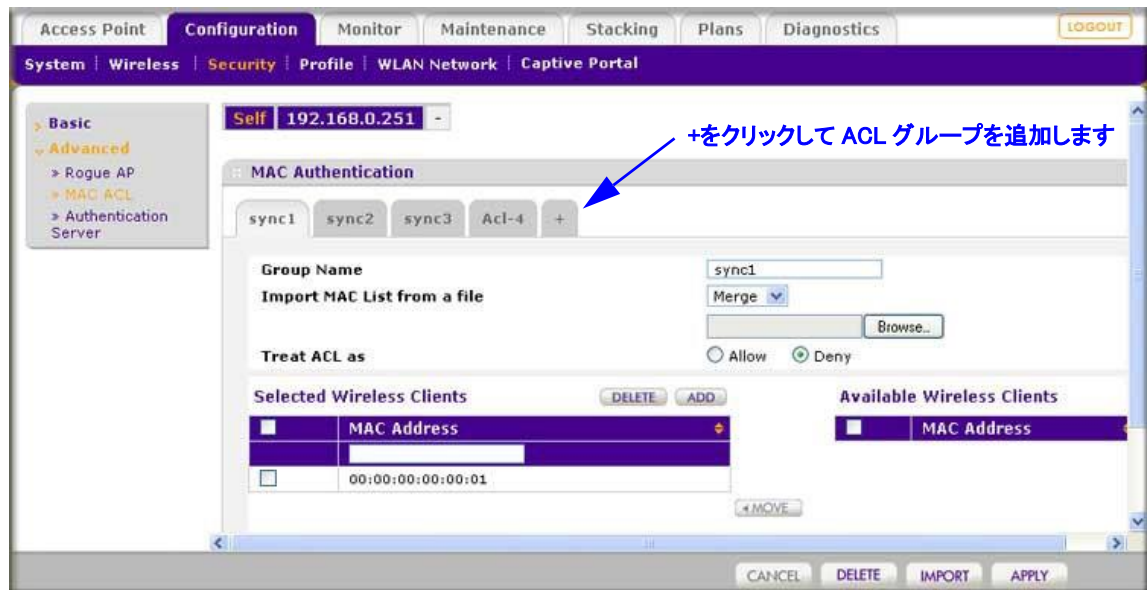 Access Point Configuration Monitor Maintenance Stacking Plans Diagnostics LOGOUT
System Wireless Security Profile WLAN Network Captive Portal
Basic
Advanced
» Rogue AP
» MAC ACL
» Authentication
Server
Self 192.168.0.251 -
+をクリックして ACL グループを追加します
MAC Authentication
sync1 sync2 sync3 Acl-4 +
Group Name sync1
Import MAC List from a file Merge
Browse...
Treat ACL as Allow Deny
Selected Wireless Clients DELETE ADD Available Wireless Clients
MAC Address MAC Address
00:00:00:00:00:01
MOVE
CANCEL DELETE IMPORT APPLY